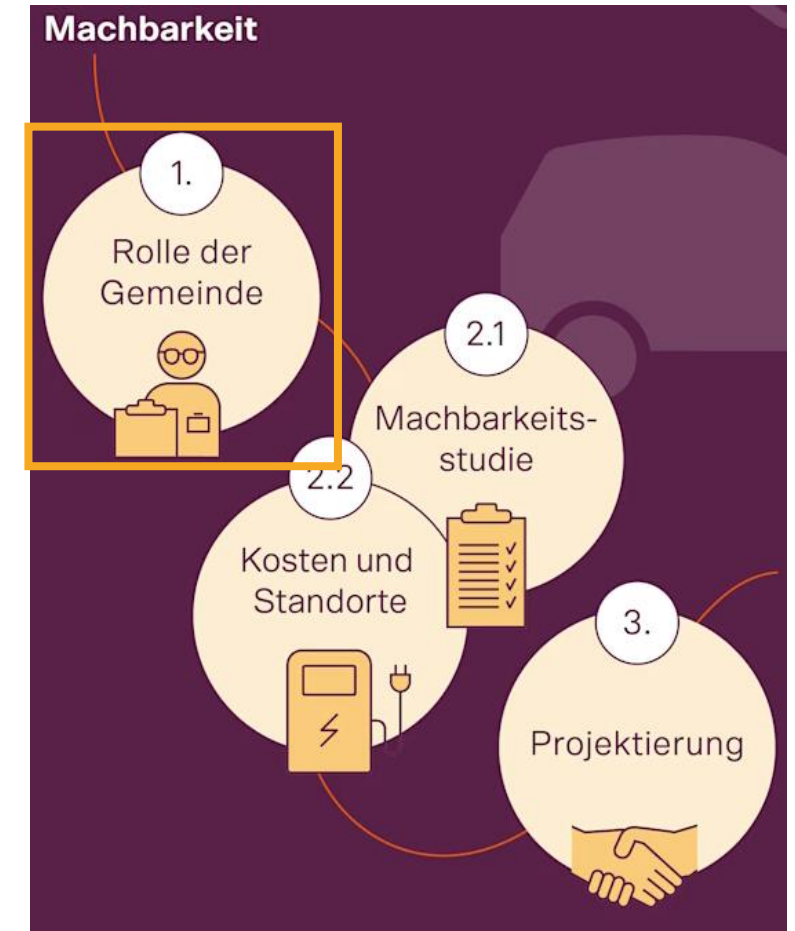 Machbarkeit
1.
Rolle der
Gemeinde
2.1
Machbarkeits-
studie
2.2
Kosten und
Standorte
3.
Projektierung